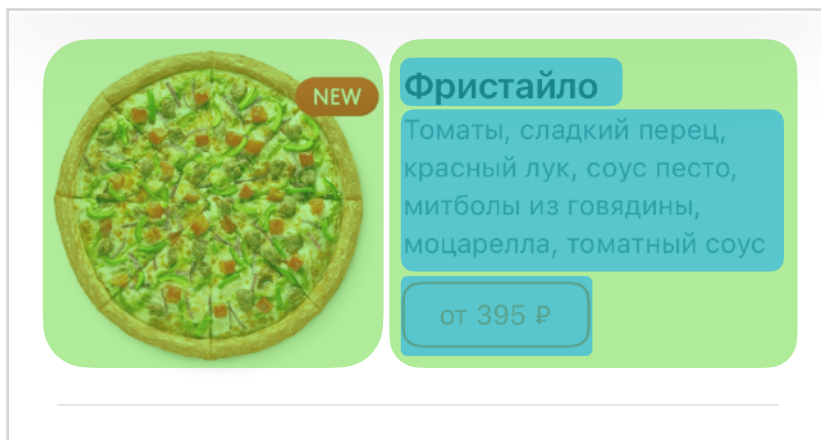 NEW
Фристайло
Томаты, сладкий перец,
красный лук, соус песто,
митболы из говядины,
моцарелла, томатный соус
от 395 ₽